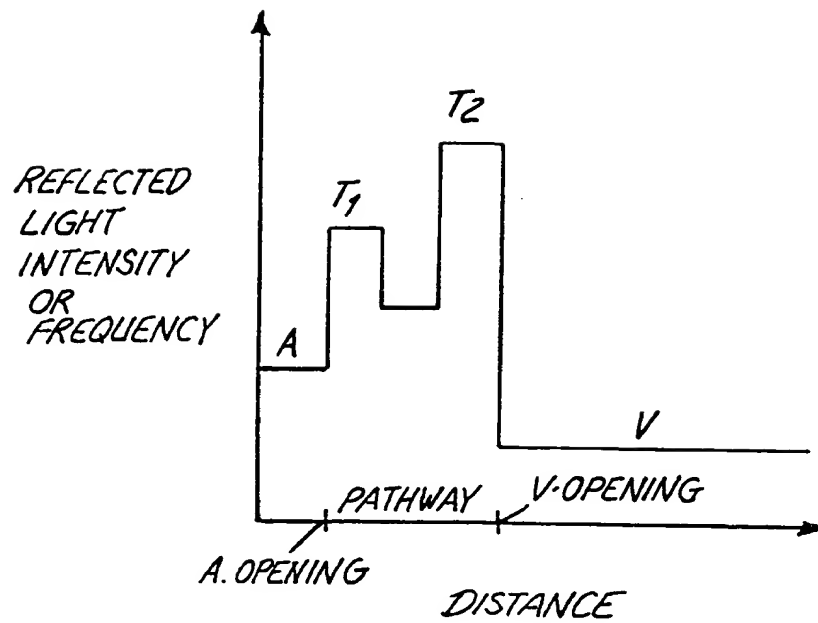 T2
REFLECTED
LIGHT
INTENSITY
OR
FREQUENCY
T1
A
V
PATHWAY
V·OPENING
A. OPENING
DISTANCE